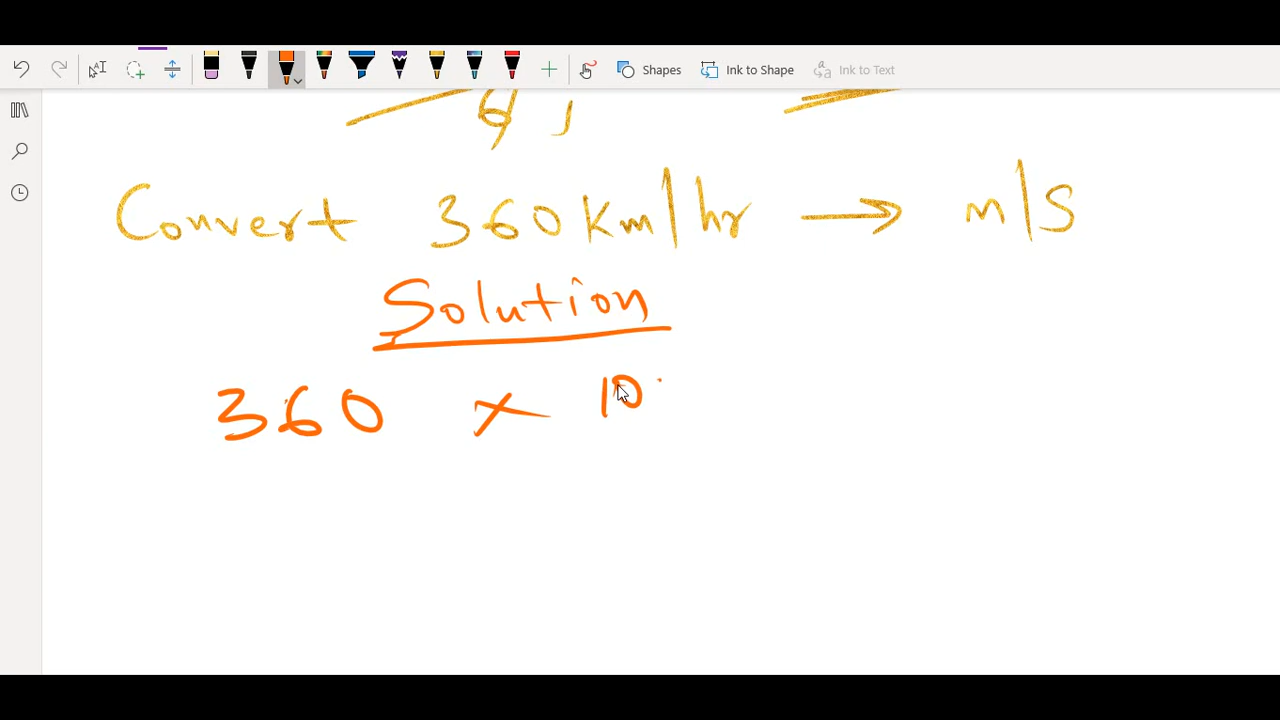 Shapes Ink to Shape Ink to Text
Convert 360 Km/hr → m/s
Solution
360 × 10